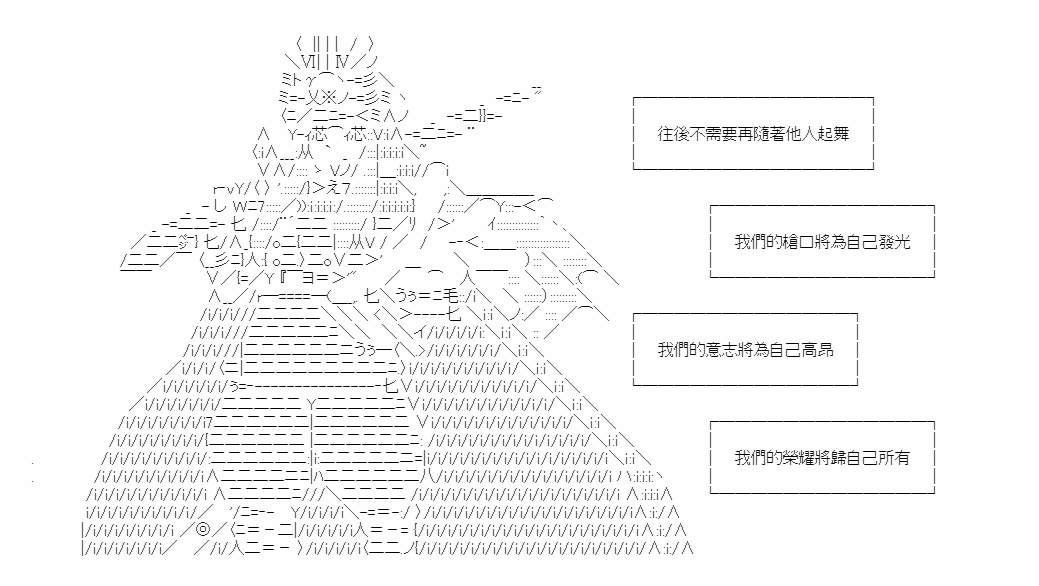 往後不需要再隨著他人起舞
我們的槍口將為自己發光
我們的意志將為自己高昂
我們的榮耀將歸自己所有